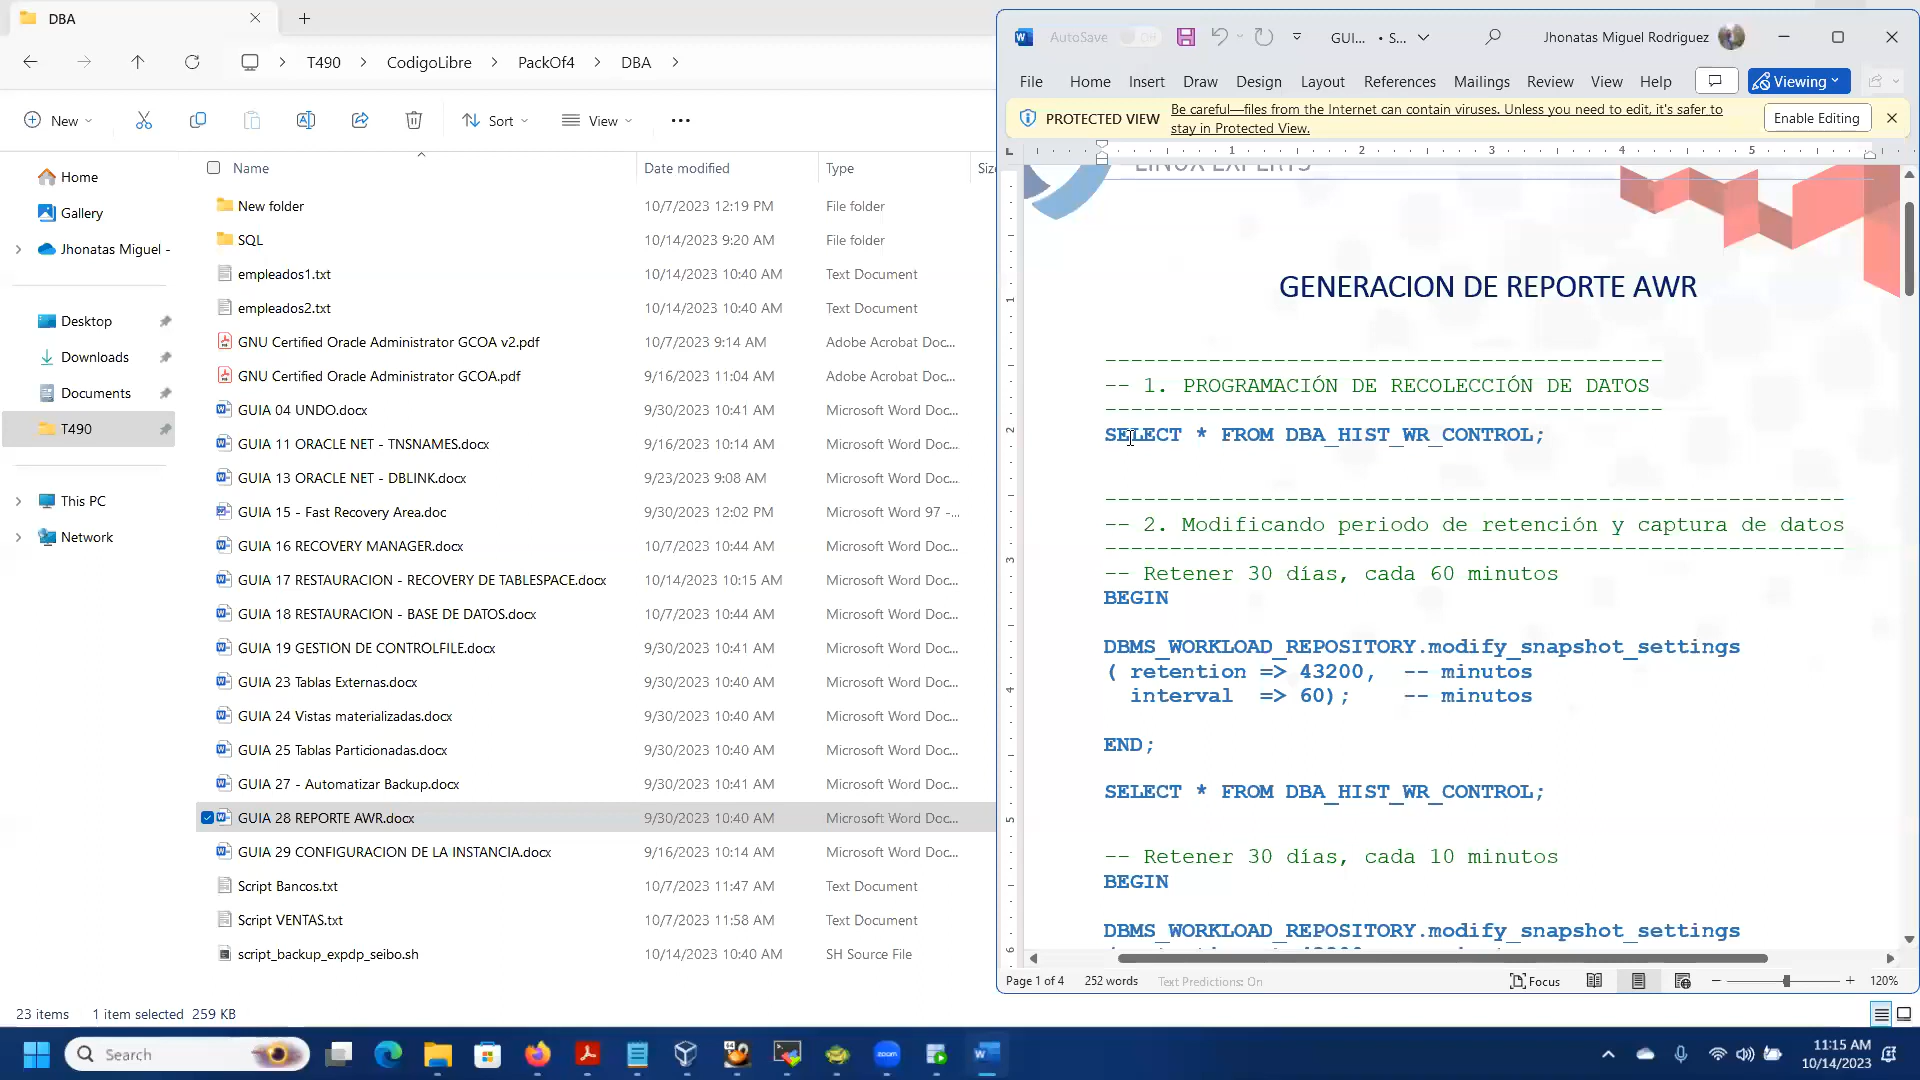 DBA
T490 > CodigoLibre > PackOf4 > DBA >
New
Sort
View
Name
Date modified
Type
Home
Gallery
Jhonatas Miguel -
Desktop
Downloads
Documents
T490
This PC
Network
New folder 10/7/2023 12:19 PM File folder
SQL 10/14/2023 9:20 AM File folder
empleados1.txt 10/14/2023 10:40 AM Text Document
empleados2.txt 10/14/2023 10:40 AM Text Document
GNU Certified Oracle Administrator GCOA v2.pdf 10/7/2023 9:14 AM Adobe Acrobat Doc...
GNU Certified Oracle Administrator GCOA.pdf 9/16/2023 11:04 AM Adobe Acrobat Doc...
GUIA 04 UNDO.docx 9/30/2023 10:41 AM Microsoft Word Doc...
GUIA 11 ORACLE NET - TNSNAMES.docx 9/16/2023 10:14 AM Microsoft Word Doc...
GUIA 13 ORACLE NET - DBLINK.docx 9/23/2023 9:08 AM Microsoft Word Doc...
GUIA 15 - Fast Recovery Area.doc 9/30/2023 12:02 PM Microsoft Word 97 -...
GUIA 16 RECOVERY MANAGER.docx 10/7/2023 10:44 AM Microsoft Word Doc...
GUIA 17 RESTAURACION - RECOVERY DE TABLESPACE.docx 10/14/2023 10:15 AM Microsoft Word Doc...
GUIA 18 RESTAURACION - BASE DE DATOS.docx 10/7/2023 10:44 AM Microsoft Word Doc...
GUIA 19 GESTION DE CONTROLFILE.docx 9/30/2023 10:41 AM Microsoft Word Doc...
GUIA 23 Tablas Externas.docx 9/30/2023 10:40 AM Microsoft Word Doc...
GUIA 24 Vistas materializadas.docx 9/30/2023 10:40 AM Microsoft Word Doc...
GUIA 25 Tablas Particionadas.docx 9/30/2023 10:40 AM Microsoft Word Doc...
GUIA 27 - Automatizar Backup.docx 9/30/2023 10:41 AM Microsoft Word Doc...
GUIA 28 REPORTE AWR.docx 9/30/2023 10:40 AM Microsoft Word Doc...
GUIA 29 CONFIGURACION DE LA INSTANCIA.docx 9/16/2023 10:14 AM Microsoft Word Doc...
Script Bancos.txt 10/7/2023 11:47 AM Text Document
Script VENTAS.txt 10/7/2023 11:58 AM Text Document
script_backup_expdp_seibo.sh 10/14/2023 10:40 AM SH Source File
23 items 1 item selected 259 KB
AutoSave Off GUI... • S... Jhonatas Miguel Rodriguez
File Home Insert Draw Design Layout References Mailings Review View Help Viewing
PROTECTED VIEW Be careful—files from the Internet can contain viruses. Unless you need to edit, it's safer to
stay in Protected View. Enable Editing
1 2 3 4 5
LINUX EXPERTS
GENERACION DE REPORTE AWR
-------------------------------------------
-- 1. PROGRAMACIÓN DE RECOLECCIÓN DE DATOS
-------------------------------------------
SELECT * FROM DBA_HIST_WR_CONTROL;
---------------------------------------------------------
-- 2. Modificando periodo de retención y captura de datos
---------------------------------------------------------
-- Retener 30 días, cada 60 minutos
BEGIN
DBMS_WORKLOAD_REPOSITORY.modify_snapshot_settings
( retention => 43200, -- minutos
interval => 60); -- minutos
END;
SELECT * FROM DBA_HIST_WR_CONTROL;
-- Retener 30 días, cada 10 minutos
BEGIN
DBMS_WORKLOAD_REPOSITORY.modify_snapshot_settings
Page 1 of 4 252 words Text Predictions: On Focus 120%
Search
zoom
11:15 AM
10/14/2023